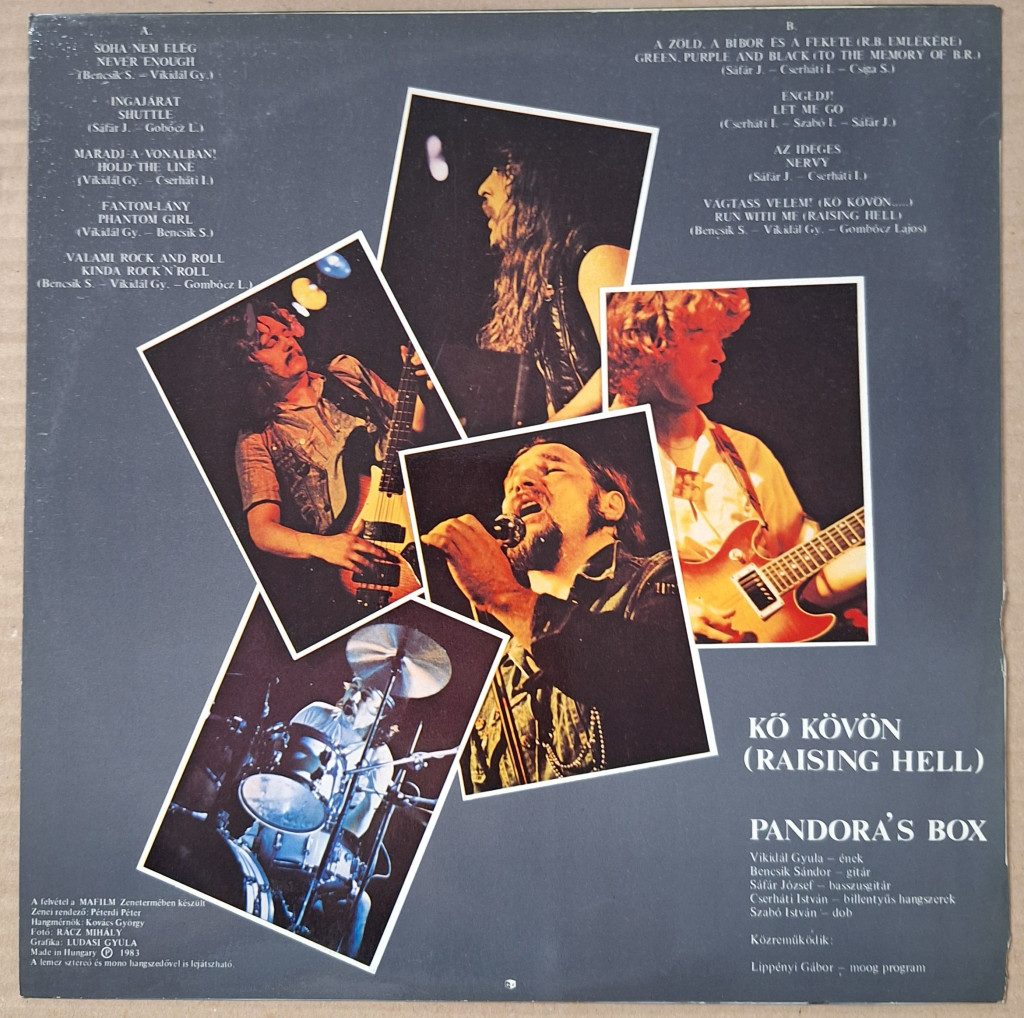 A.
SOHA NEM ELÉG
NEVER ENOUGH
(Bencsik S. – Vikidál Gy.)
INGAJÁRAT
SHUTTLE
(Sáfár J. – Gobócz L.)
MARADJ A VONALBAN!
HOLD THE LINE
(Vikidál Gy. – Cserháti I.)
FANTOM-LÁNY
PHANTOM GIRL
(Vikidál Gy. – Bencsik S.)
VALAMI ROCK AND ROLL
KINDA ROCK'N'ROLL
(Bencsik S. – Vikidál Gy. – Gombócz L.)
B.
A ZÖLD, A BIBOR ÉS A FEKETE (R.B. EMLÉKÉRE)
GREEN, PURPLE AND BLACK (TO THE MEMORY OF B.R.)
(Sáfár J. – Cserháti I. – Csiga S.)
ENGEDJ!
LET ME GO
(Cserháti I. – Szabó I. – Sáfár J.)
AZ IDEGES
NERVY
(Sáfár J. – Cserháti I.)
VÁGTASS VELEM! (KŐ KÖVÖN.....)
RUN WITH ME (RAISING HELL)
(Bencsik S. – Vikidál Gy. – Gombócz Lajos)
KŐ KÖVÖN
(RAISING HELL)
PANDORA'S BOX
Vikidál Gyula – ének
Bencsik Sándor – gitár
Sáfár József – basszusgitár
Cserháti István – billentyűs hangszerek
Szabó István – dob
Közreműködik:
Lippényi Gábor – moog program
A felvétel a MAFILM Zenetermében készült
Zenei rendező: Péterdi Péter
Hangmérnök: Kovács György
Fotó: RÁCZ MIHÁLY
Grafika: LUDASI GYULA
Made in Hungary Ⓟ 1983
A lemez sztereó és mono hangszedővel is lejátszható.